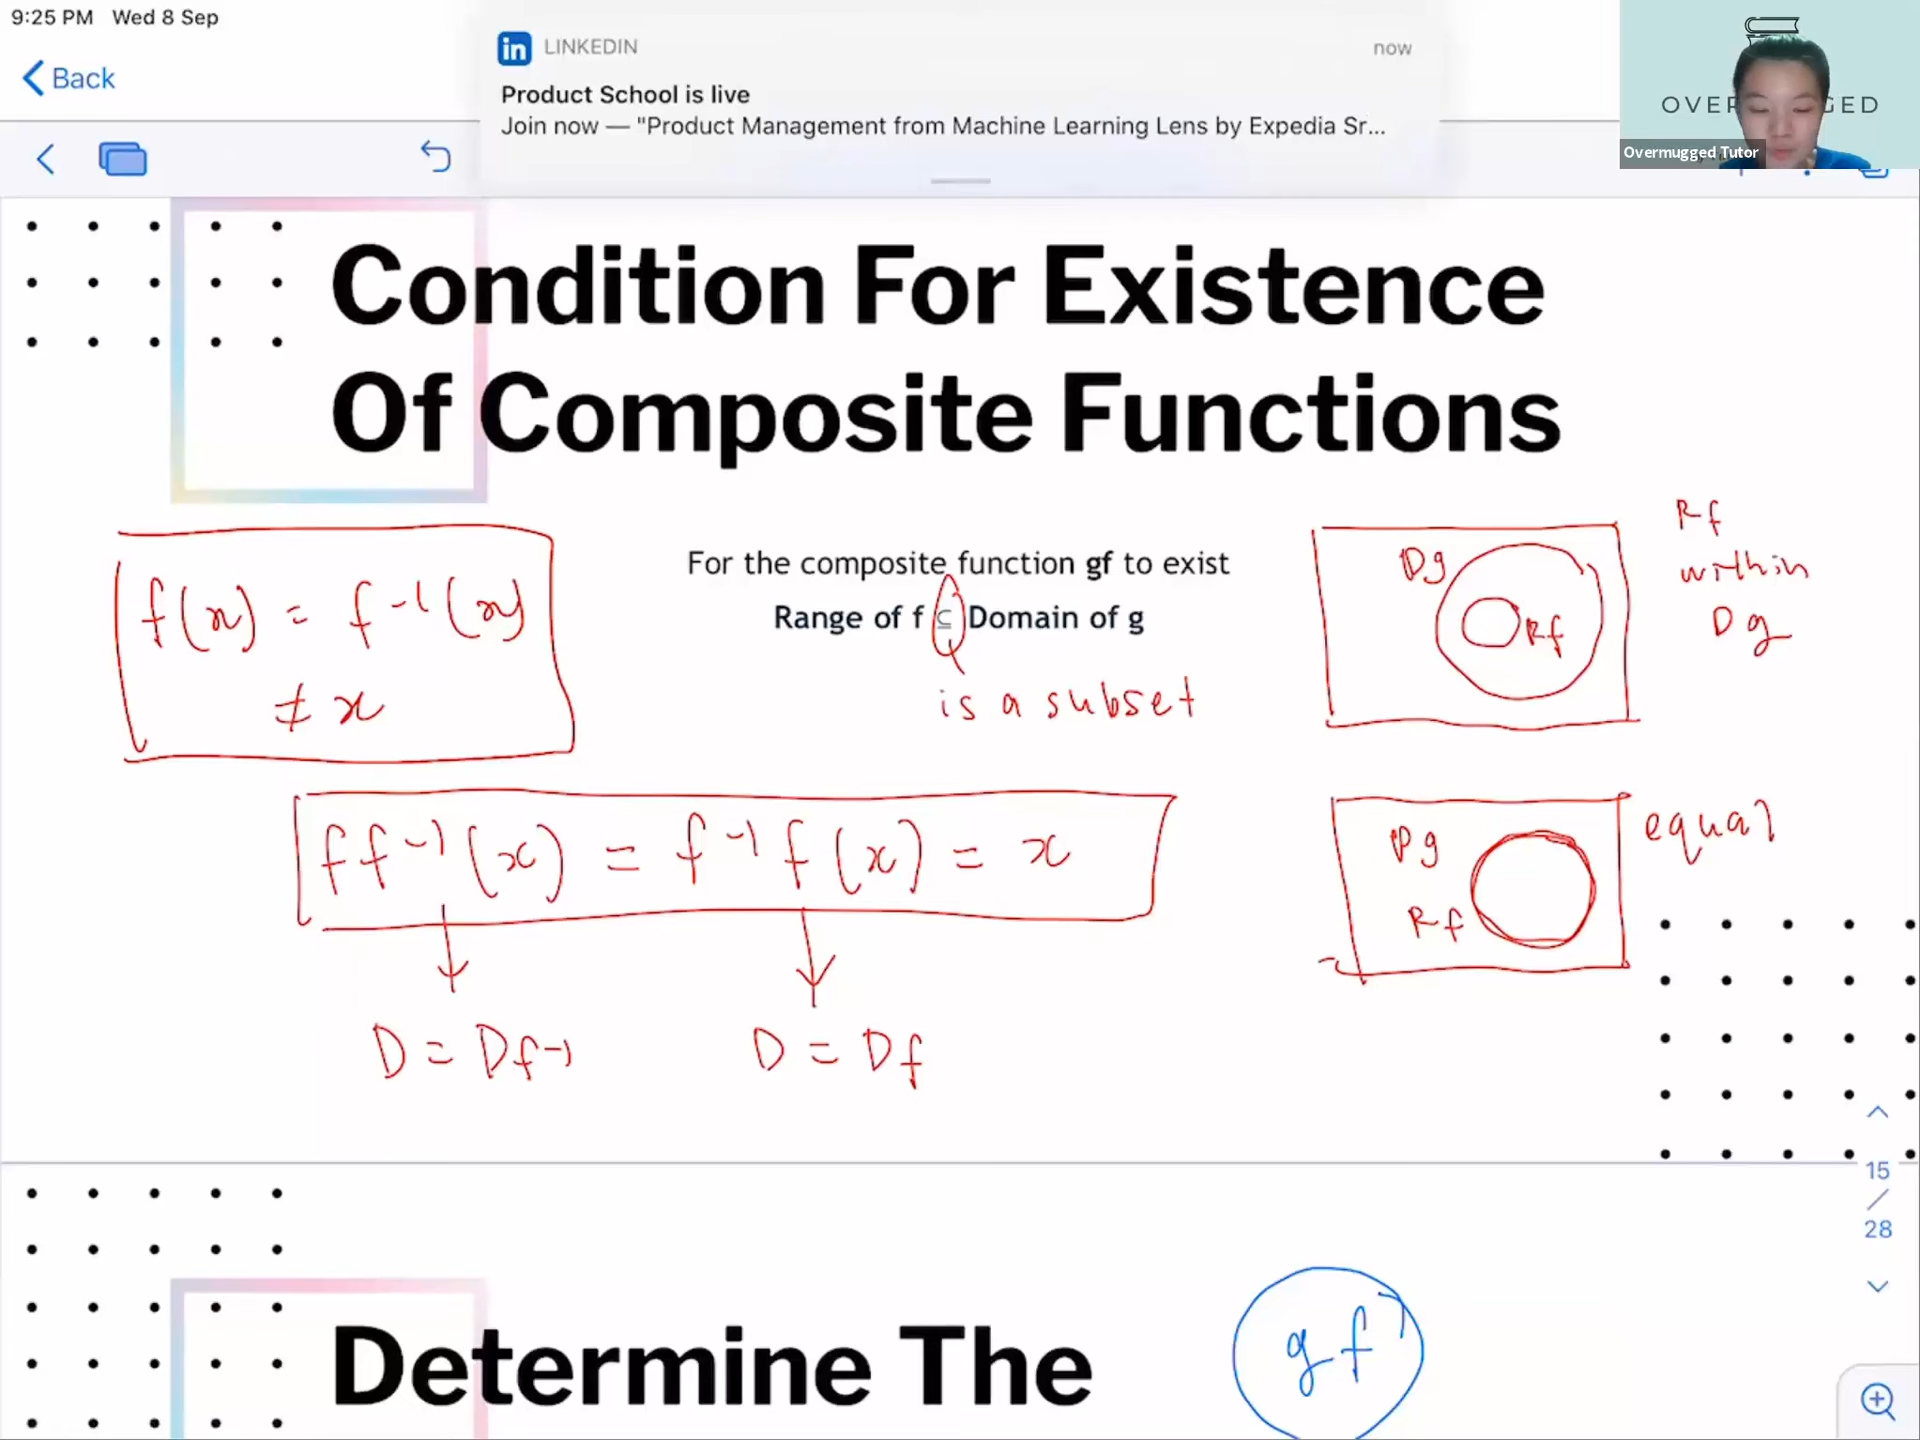 9:25 PM Wed 8 Sep
LINKEDIN
now
Back
Product School is live
Join now — "Product Management from Machine Learning Lens by Expedia Sr...
Overmugged Tutor
Condition For Existence
Of Composite Functions
For the composite function gf to exist
Range of f ⊆ Domain of g
is a subset
f(x) = f⁻¹(x)
≠ x
Dg
Rf
Rf
within
Dg
ff⁻¹(x) = f⁻¹f(x) = x
Dg
Rf
equal
D = Df⁻¹
D = Df
15
/
28
Determine The
gf